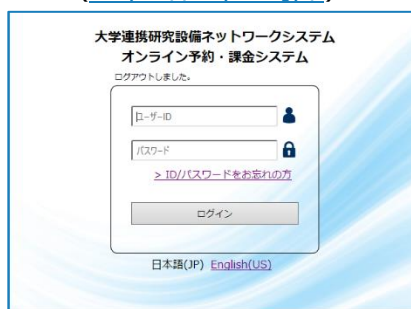 大学連携研究設備ネットワークシステム
オンライン予約・課金システム
ログアウトしました。
ユーザーID
パスワード
> ID/パスワードをお忘れの方
ログイン
日本語(JP) English(US)